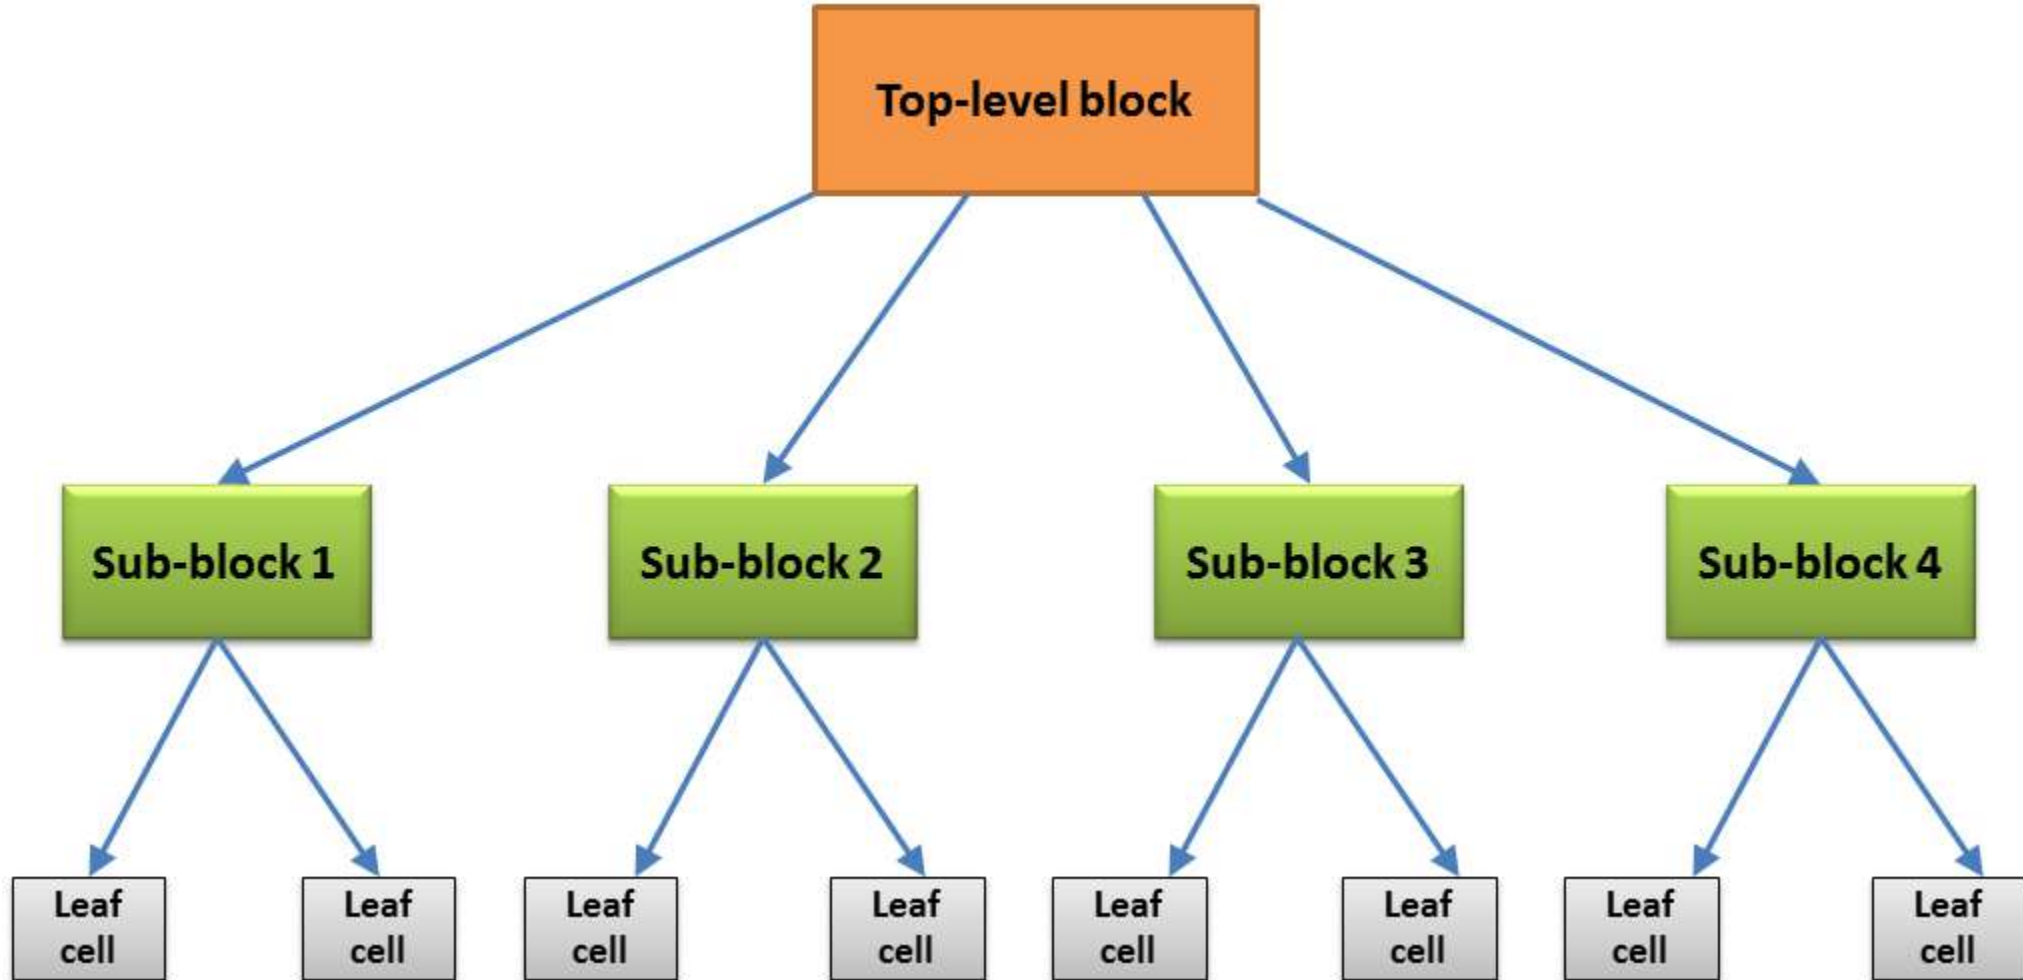 Top-level block
Sub-block 1
Sub-block 2
Sub-block 3
Sub-block 4
Leaf
cell
Leaf
cell
Leaf
cell
Leaf
cell
Leaf
cell
Leaf
cell
Leaf
cell
Leaf
cell